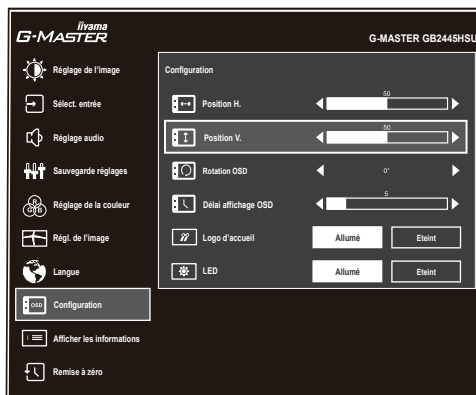 iiyama
G-MASTER
G-MASTER GB2445HSU
Réglage de l'image
Sélect. entrée
Réglage audio
Sauvegarde réglages
R
G B
Réglage de la couleur
Régl. de l'image
Langue
OSD
Configuration
i
Afficher les informations
Remise à zéro
Configuration
Position H.
50
Position V.
50
Rotation OSD
0°
Délai affichage OSD
5
Logo d'accueil
Allumé
Eteint
LED
Allumé
Eteint